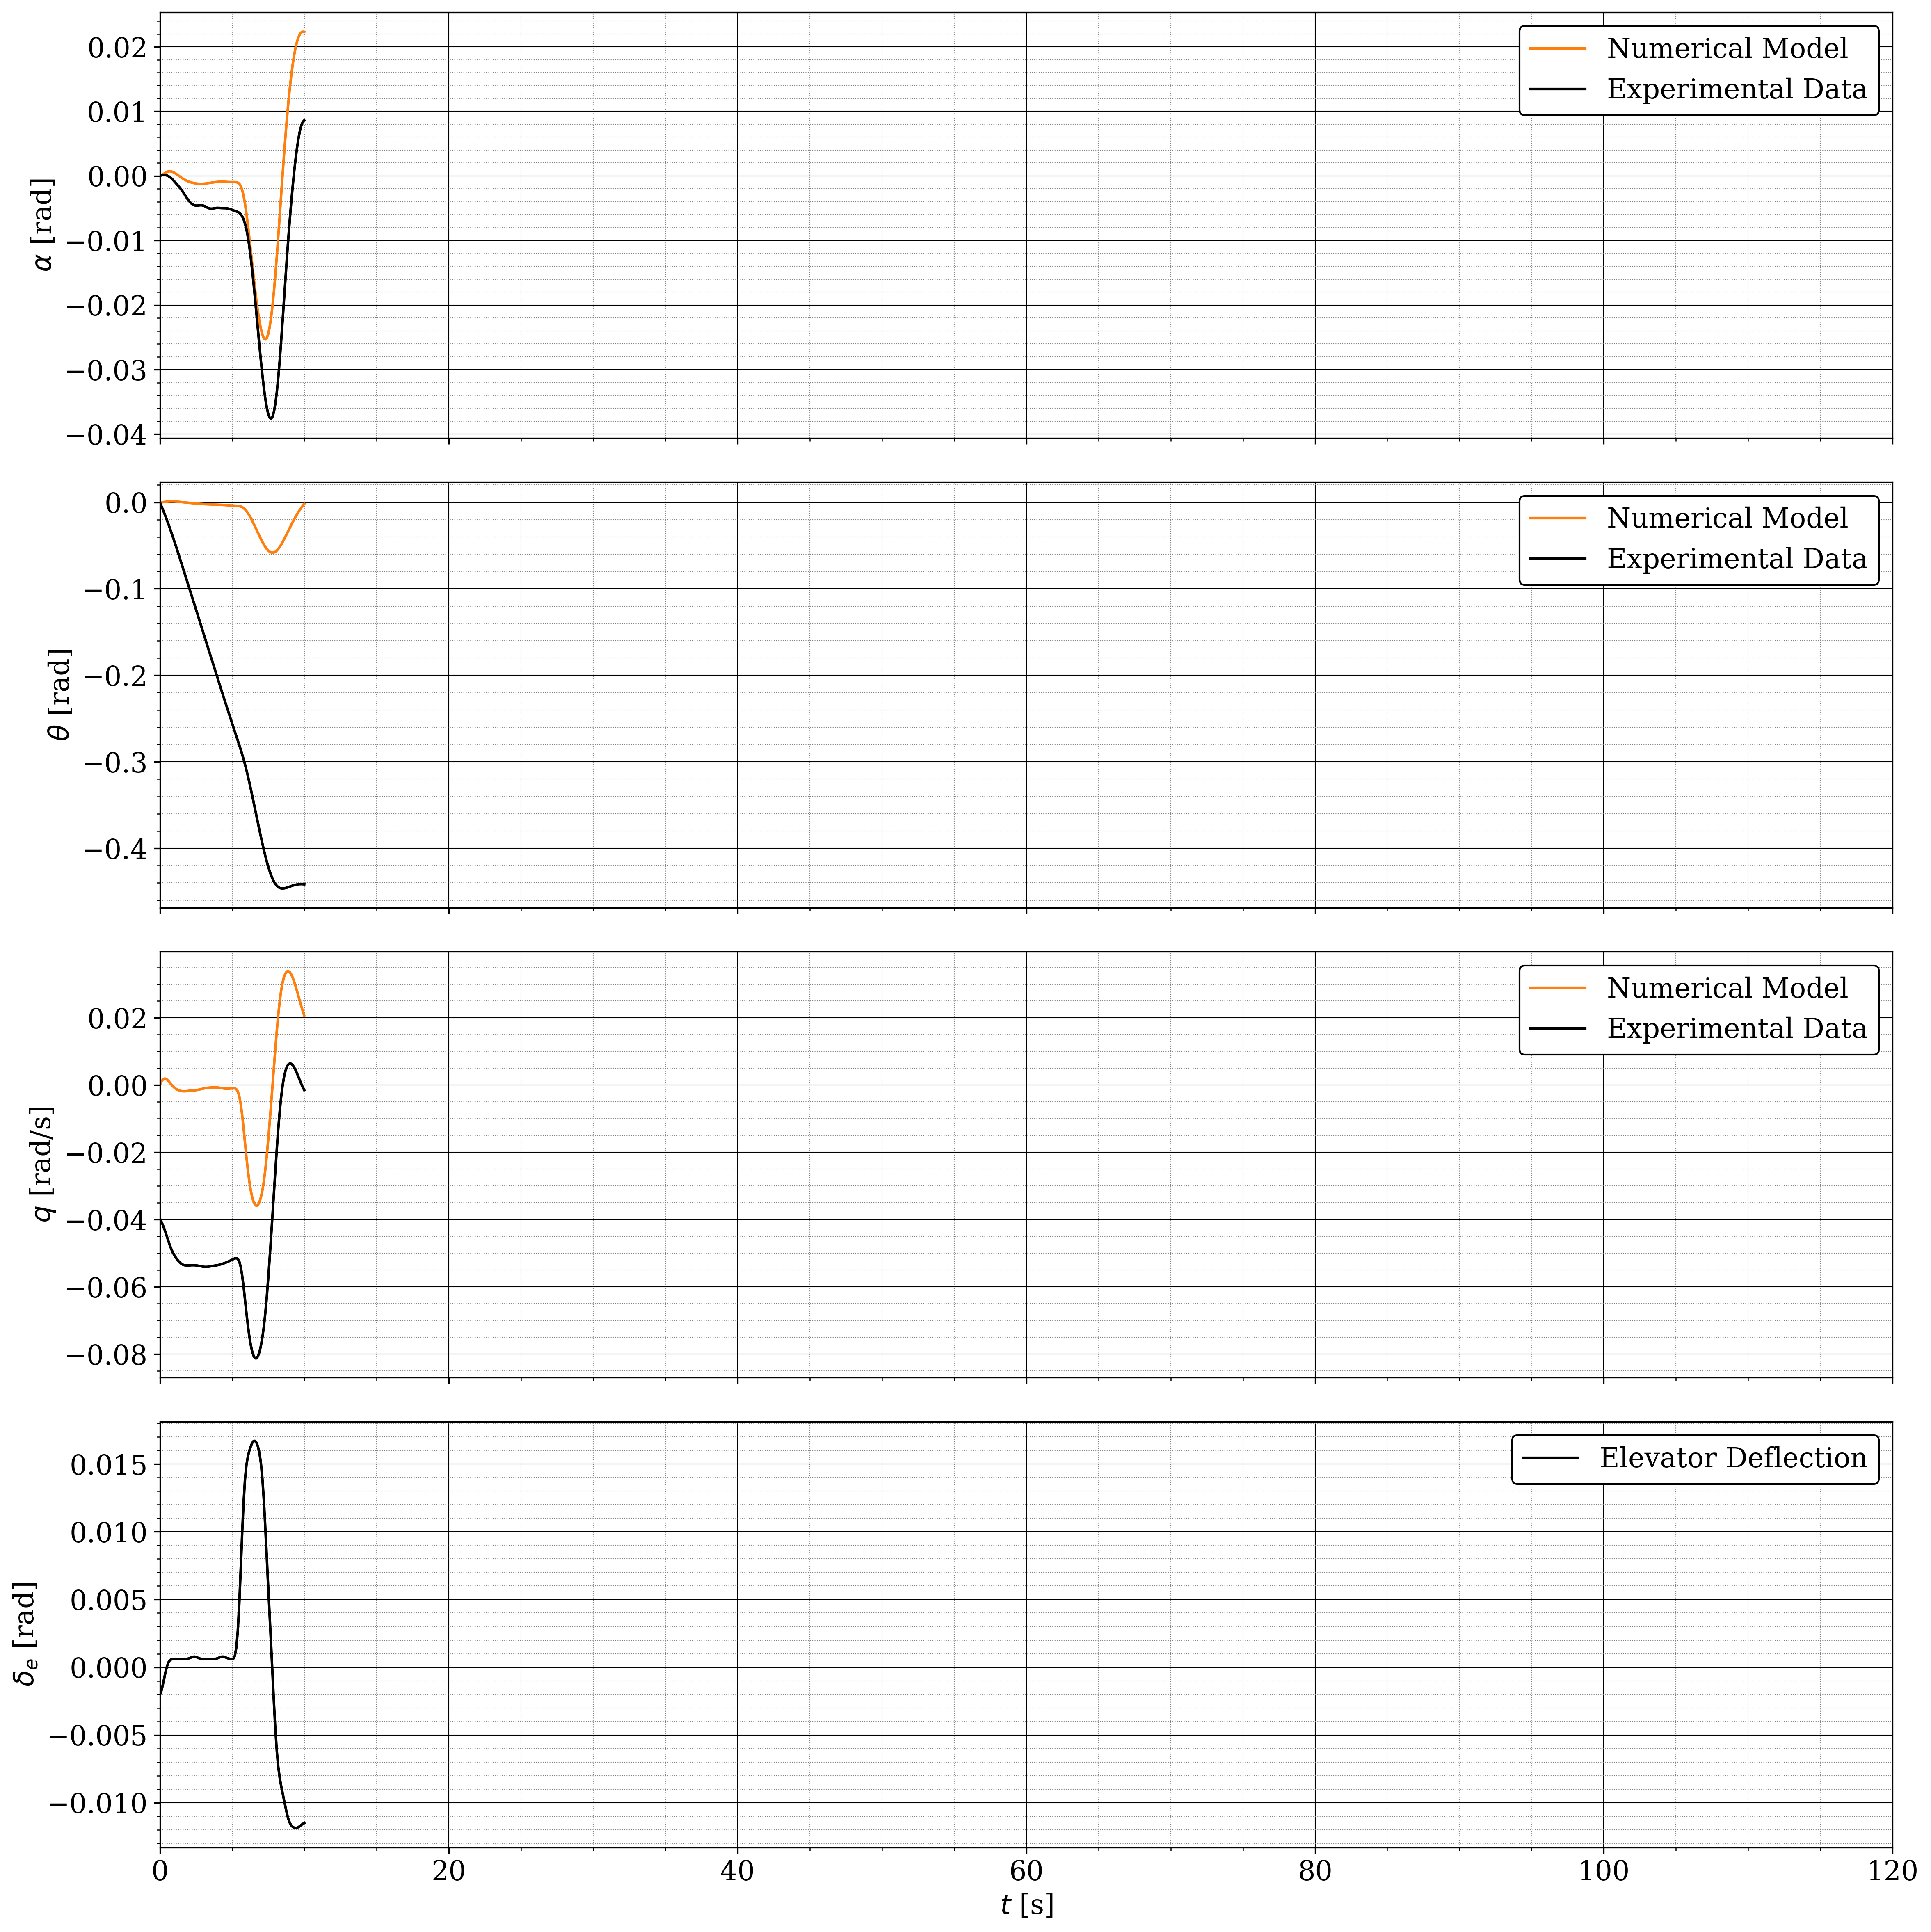 0.02
0.01
0.00
−0.01
−0.02
−0.03
−0.04
α [rad]
Numerical Model
Experimental Data
0.0
−0.1
−0.2
−0.3
−0.4
θ [rad]
Numerical Model
Experimental Data
0.02
0.00
−0.02
−0.04
−0.06
−0.08
q [rad/s]
Numerical Model
Experimental Data
0.015
0.010
0.005
0.000
−0.005
−0.010
δe [rad]
Elevator Deflection
0 20 40 60 80 100 120
t [s]